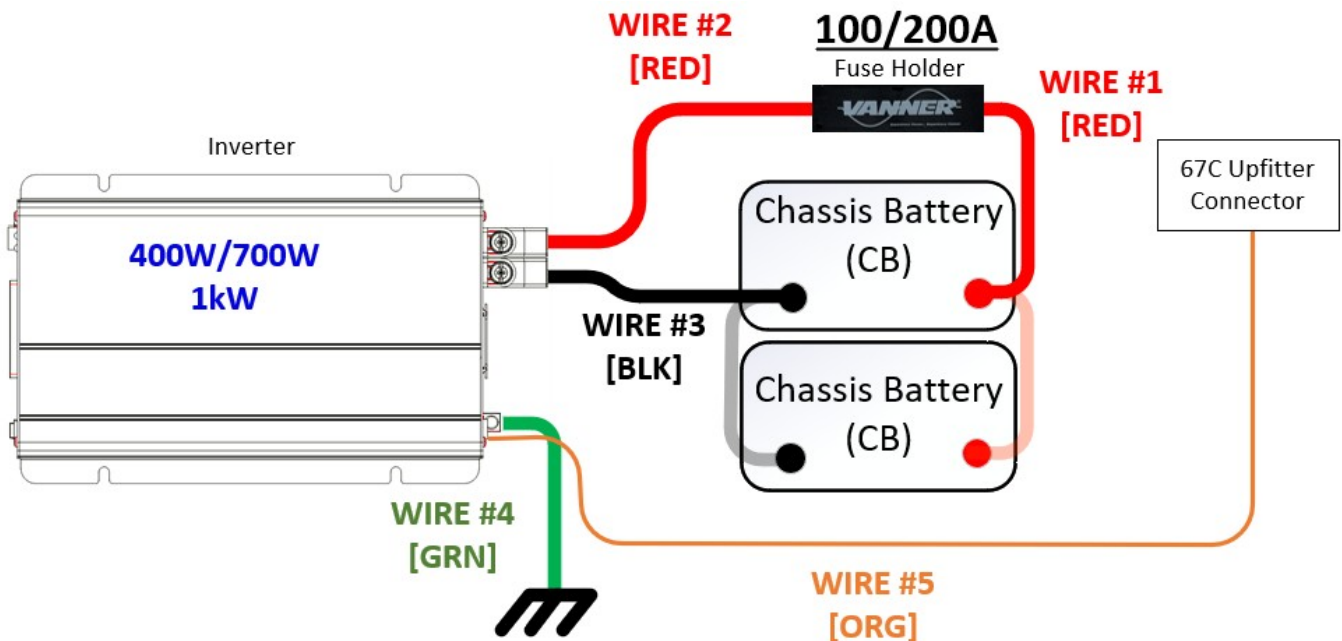 WIRE #2
[RED]
100/200A
Fuse Holder
VANNER
WIRE #1
[RED]
Inverter
67C Upfitter
Connector
400W/700W
1kW
Chassis Battery
(CB)
WIRE #3
[BLK]
Chassis Battery
(CB)
WIRE #4
[GRN]
WIRE #5
[ORG]